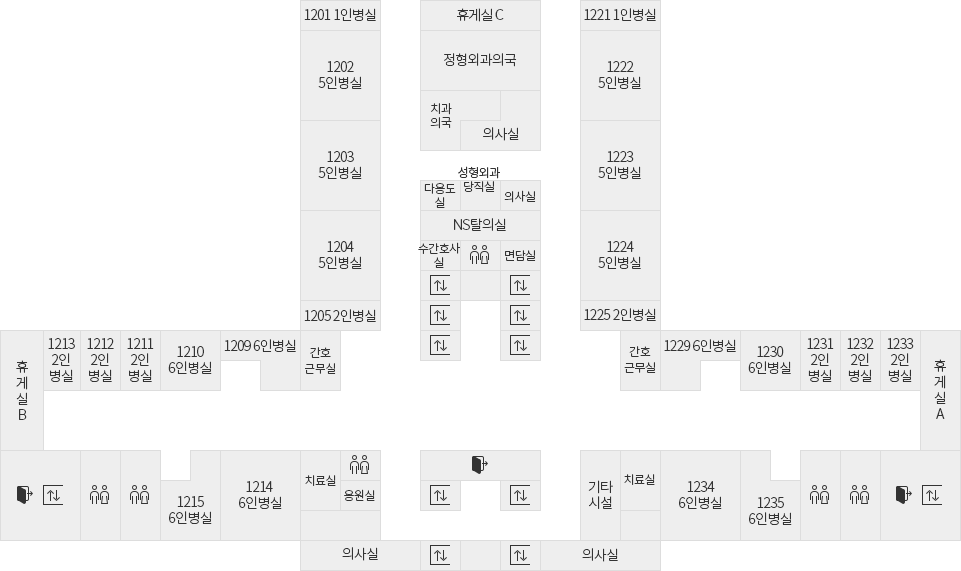 1201 1인병실
휴게실 C
1221 1인병실
1202
5인병실
정형외과의국
1222
5인병실
치과
의국
의사실
1203
5인병실
성형외과
당직실
다용도
실
의사실
1223
5인병실
NS탈의실
1204
5인병실
수간호사
실
면담실
1224
5인병실
1205 2인병실
1225 2인병실
휴
게
실
B
1213
2인
병실
1212
2인
병실
1211
2인
병실
1210
6인병실
1209 6인병실
간호
근무실
간호
근무실
1229 6인병실
1230
6인병실
1231
2인
병실
1232
2인
병실
1233
2인
병실
휴
게
실
A
1215
6인병실
1214
6인병실
치료실
응원실
기타
시설
치료실
1234
6인병실
1235
6인병실
의사실
의사실